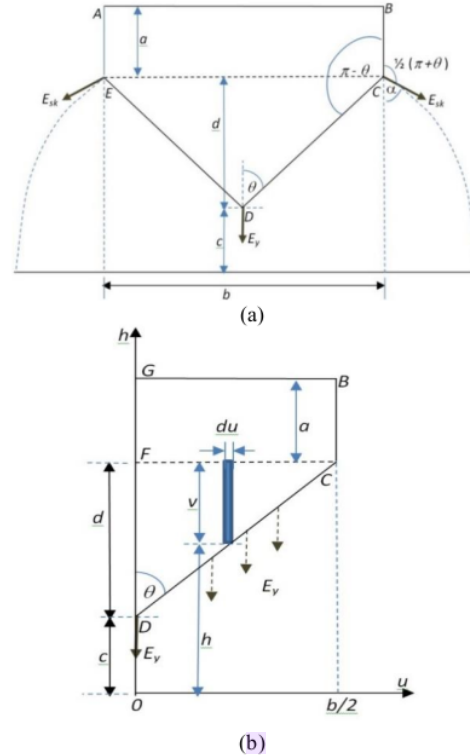 A
B
a
π- θ
½ (π+θ)
E_sk
E
C
α
E_sk
d
θ
D
c
E_y
b
(a)
h
G
B
du
a
F
C
v
d
θ
E_y
D
h
c
E_y
u
0
b/2
(b)